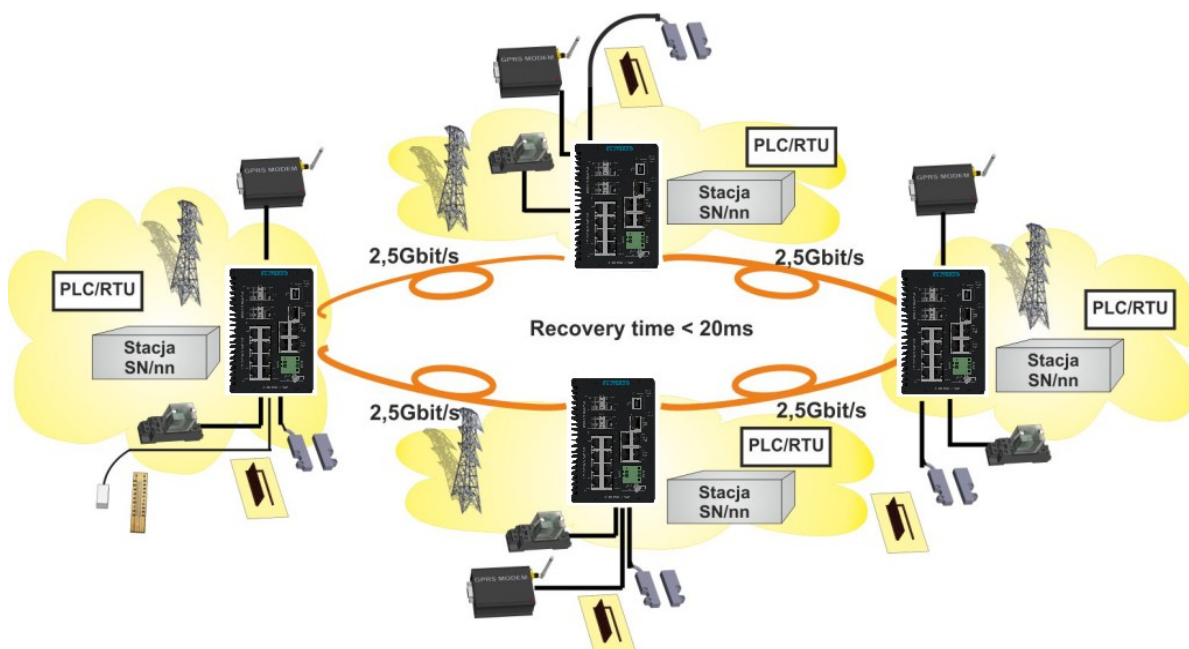 GPRS MODEM
PLC/RTU
Stacja
SN/nn
GPRS MODEM
GPRS MODEM
2,5Gbit/s
2,5Gbit/s
PLC/RTU
Stacja
SN/nn
PLC/RTU
Stacja
SN/nn
Recovery time < 20ms
2,5Gbit/s
2,5Gbit/s
PLC/RTU
Stacja
SN/nn
GPRS MODEM